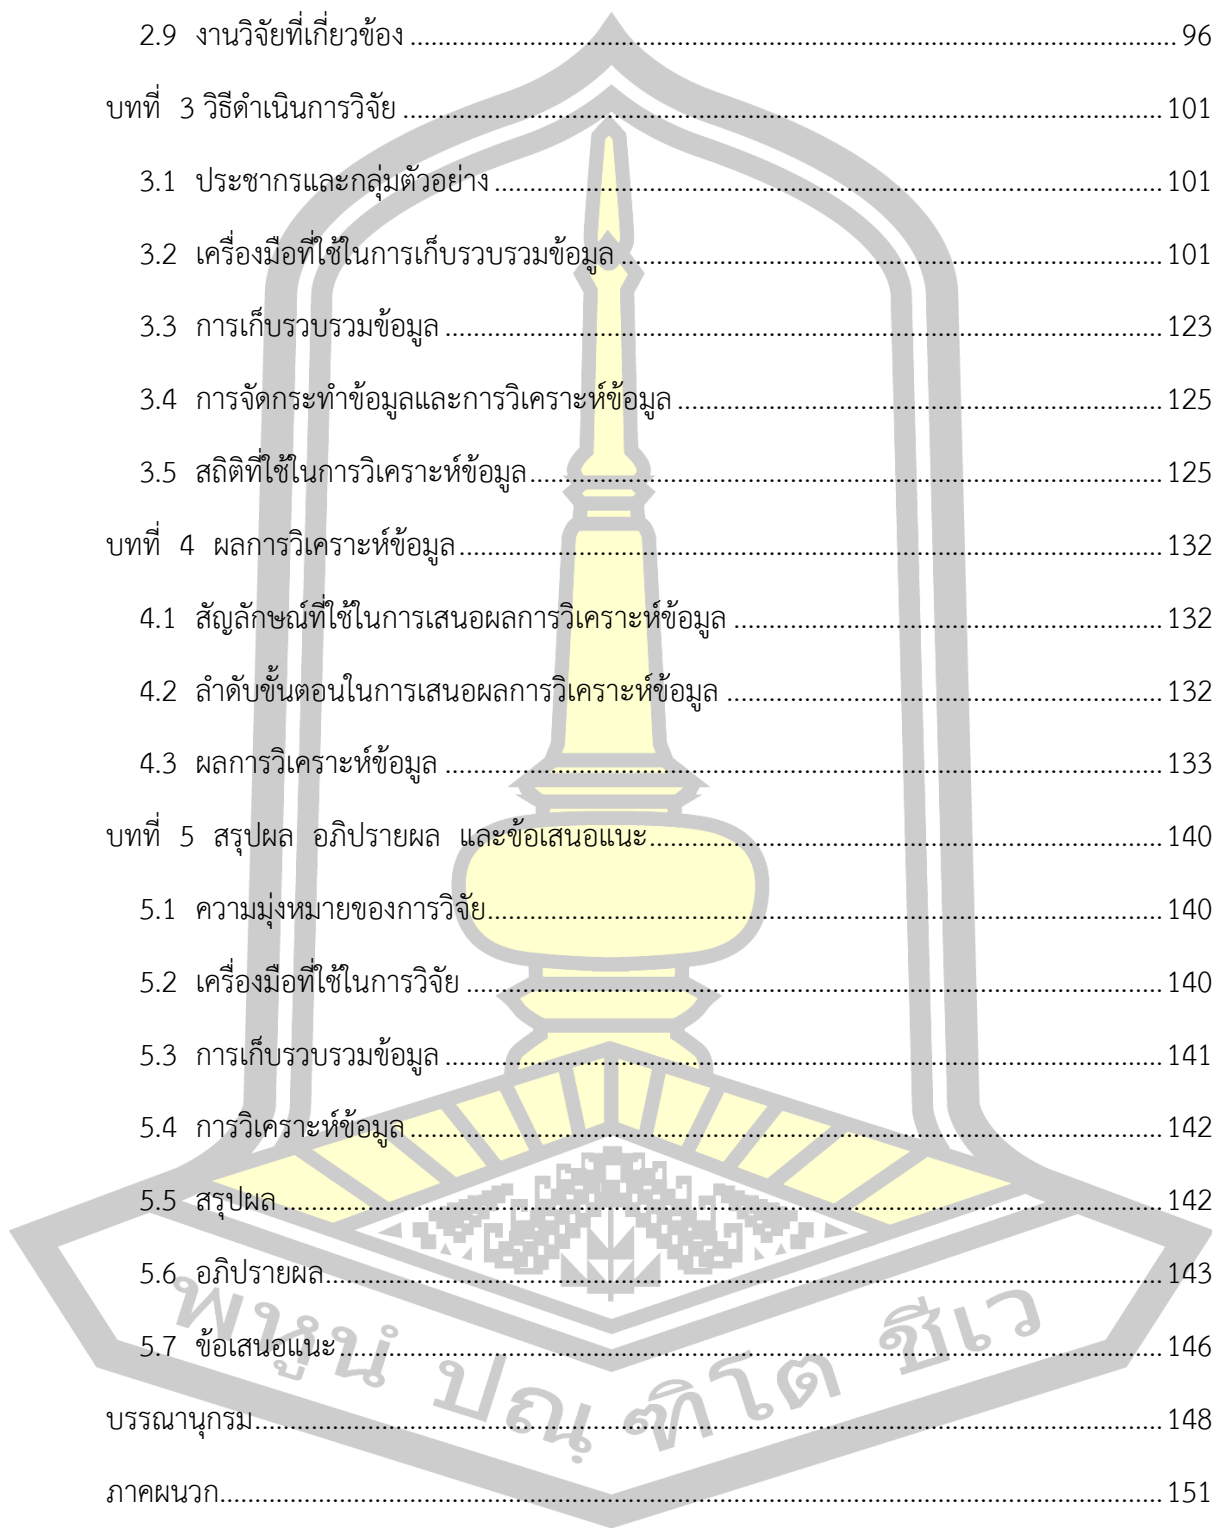 2.9 งานวิจัยที่เกี่ยวข้อง 96
บทที่ 3 วิธีดำเนินการวิจัย 101
3.1 ประชากรและกลุ่มตัวอย่าง 101
3.2 เครื่องมือที่ใช้ในการเก็บรวบรวมข้อมูล 101
3.3 การเก็บรวบรวมข้อมูล 123
3.4 การจัดกระทำข้อมูลและการวิเคราะห์ข้อมูล 125
3.5 สถิติที่ใช้ในการวิเคราะห์ข้อมูล 125
บทที่ 4 ผลการวิเคราะห์ข้อมูล 132
4.1 สัญลักษณ์ที่ใช้ในการเสนอผลการวิเคราะห์ข้อมูล 132
4.2 ลำดับขั้นตอนในการเสนอผลการวิเคราะห์ข้อมูล 132
4.3 ผลการวิเคราะห์ข้อมูล 133
บทที่ 5 สรุปผล อภิปรายผล และข้อเสนอแนะ 140
5.1 ความมุ่งหมายของการวิจัย 140
5.2 เครื่องมือที่ใช้ในการวิจัย 140
5.3 การเก็บรวบรวมข้อมูล 141
5.4 การวิเคราะห์ข้อมูล 142
5.5 สรุปผล 142
5.6 อภิปรายผล 143
5.7 ข้อเสนอแนะ 146
บรรณานุกรม 148
ภาคผนวก 151
พหูนํ ปณฺฑิโต ชีเว